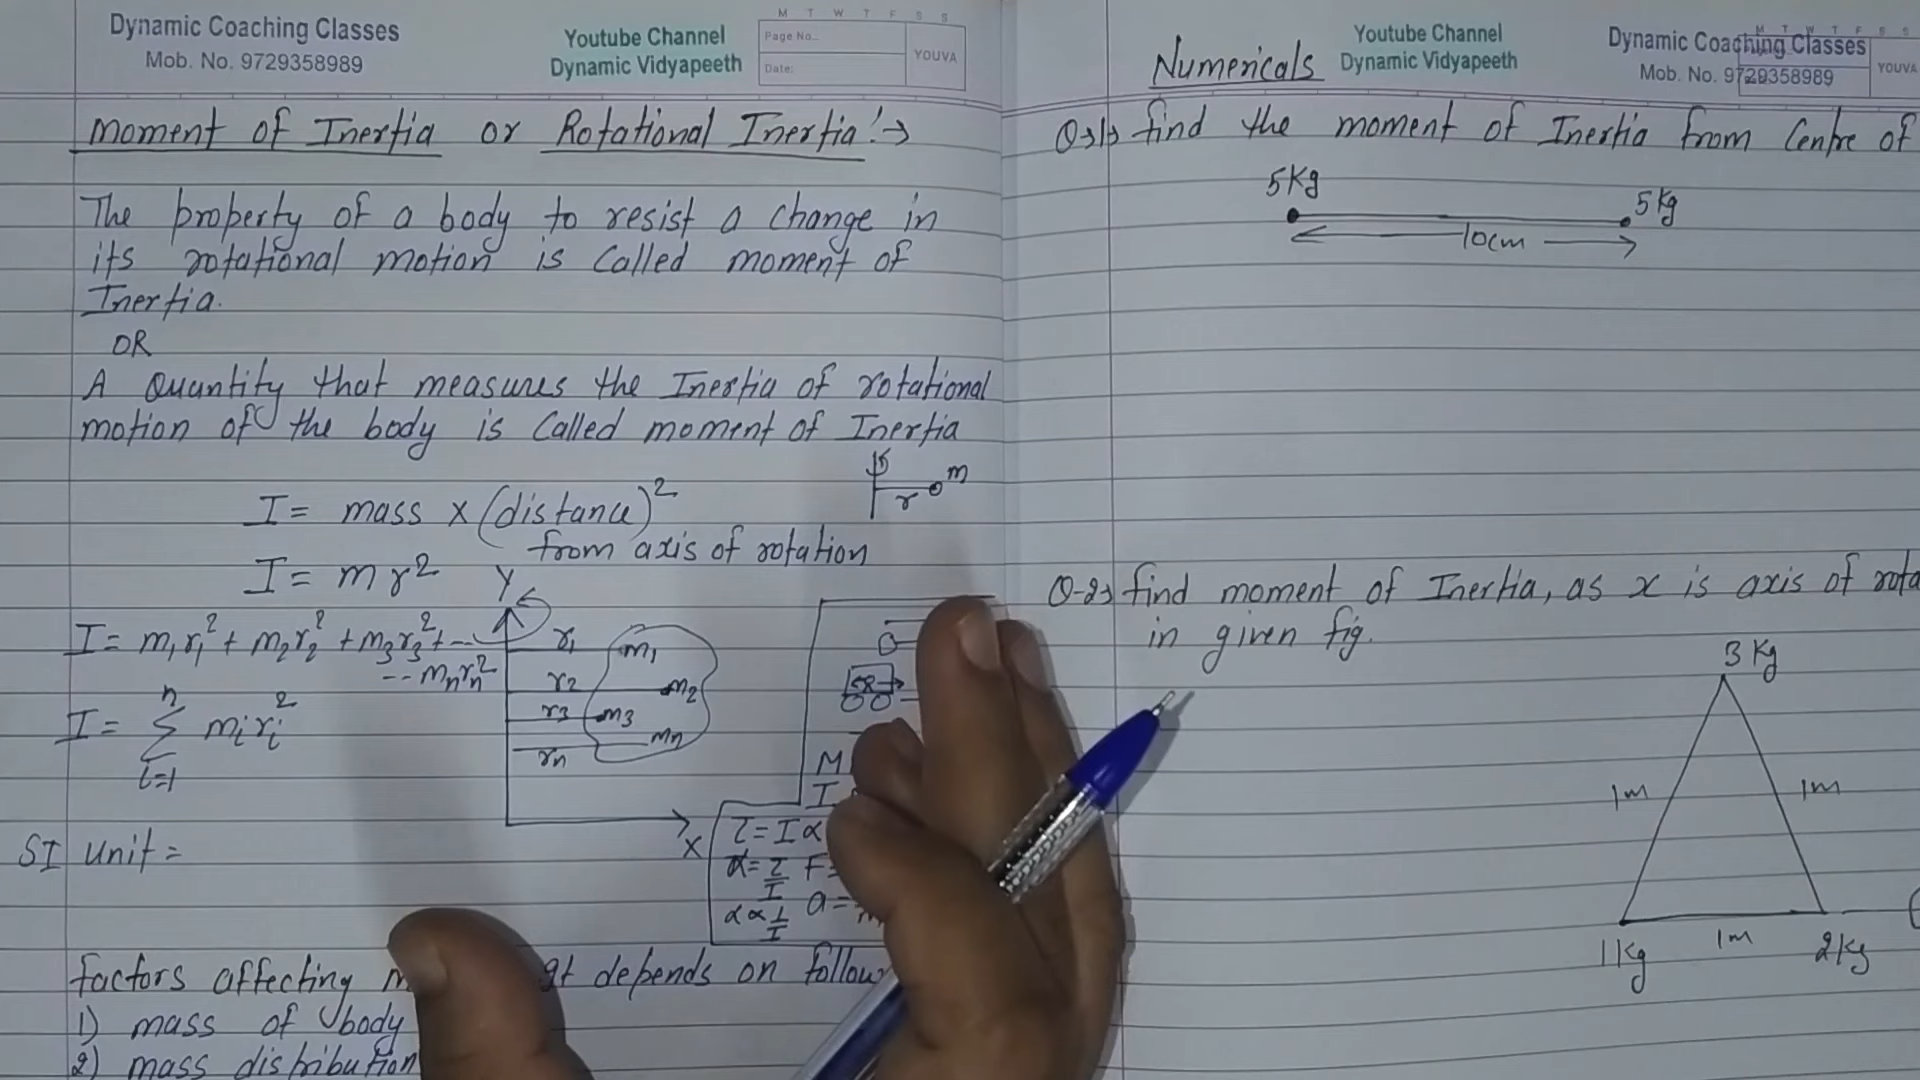 Dynamic Coaching Classes
Mob. No. 9729358989
Youtube Channel
Dynamic Vidyapeeth
M T W T F S S
Page No.
Date:
YOUVA
Moment of Inertia or Rotational Inertia:→
The property of a body to resist a change in
its rotational motion is called moment of
Inertia.
OR
A Quantity that measures the Inertia of rotational
motion of the body is called moment of Inertia
I = mass x (distance)²
from axis of rotation
r m
I = mr²
I = m₁r₁² + m₂r₂² + m₃r₃² + --
-- mₙrₙ²
Y
r₁ m₁
r₂ m₂
r₃ m₃
rₙ mₙ
X
I = Σ mᵢrᵢ²
n
i=1
M
I
τ = Iα
α = τ/I F=
α ∝ 1/I a =
SI Unit =
factors affecting depends on
1) mass of body
2) mass distribution
Numericals
Youtube Channel
Dynamic Vidyapeeth
Dynamic Coaching Classes
Mob. No. 9729358989
M T W T F S S
YOUVA
Q→1) find the moment of Inertia from Centre of
5Kg 5Kg
10cm
Q-2) find moment of Inertia, as x is axis of
in given fig.
3 Kg
1m 1m
1m
1Kg 2Kg